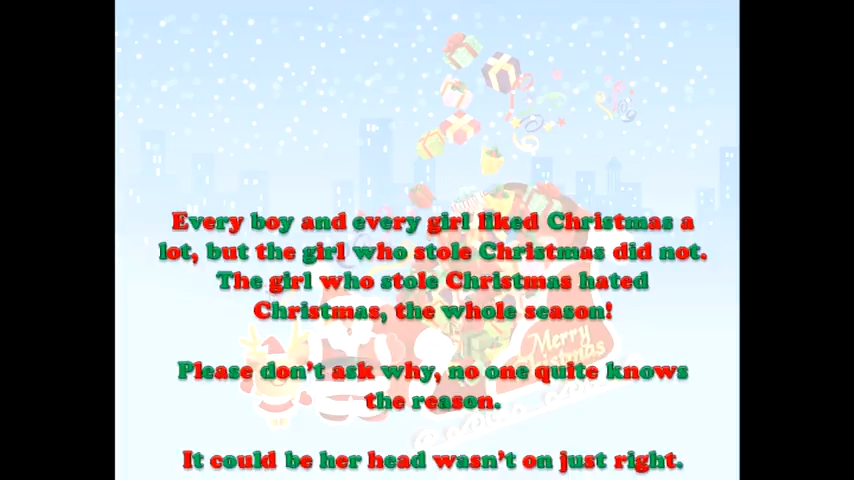 Every boy and every girl liked Christmas a
lot, but the girl who stole Christmas did not.
The girl who stole Christmas hated
Christmas, the whole season!
Please don't ask why, no one quite knows
the reason.
It could be her head wasn't on just right.
Merry
Christmas